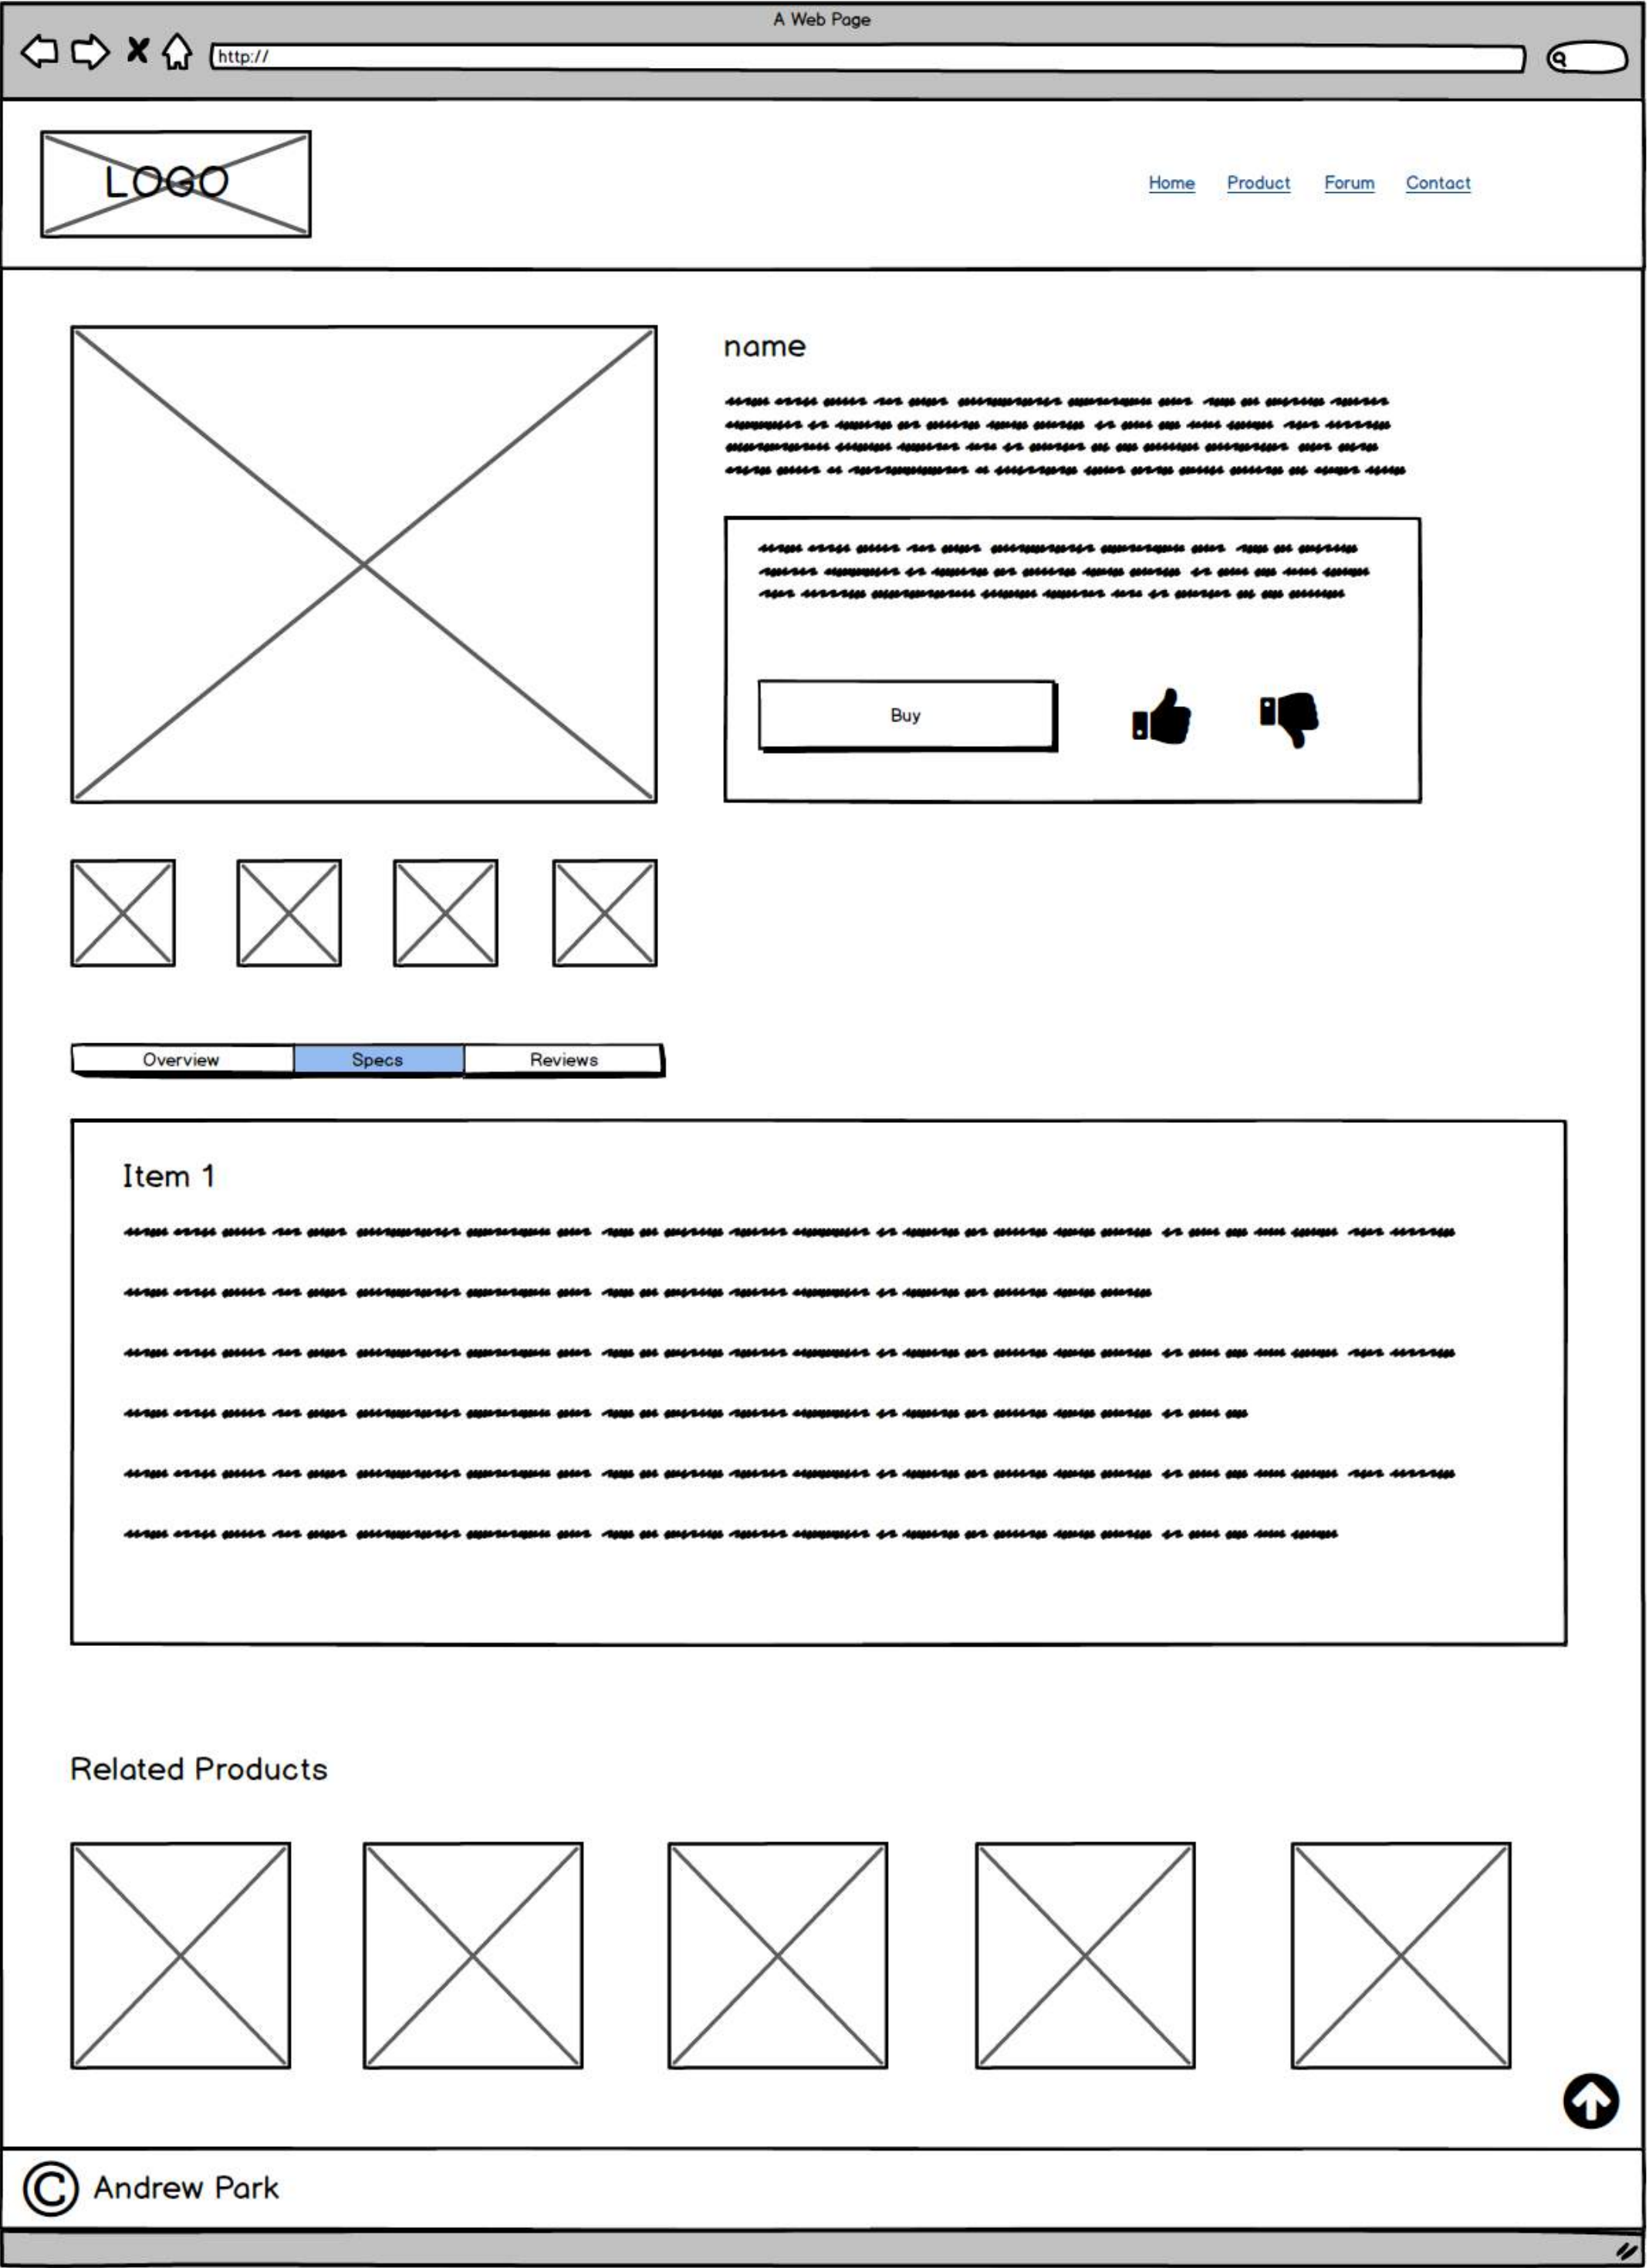 A Web Page
http://
LOGO
Home Product Forum Contact
name
Buy
Overview Specs Reviews
Item 1
Related Products
© Andrew Park